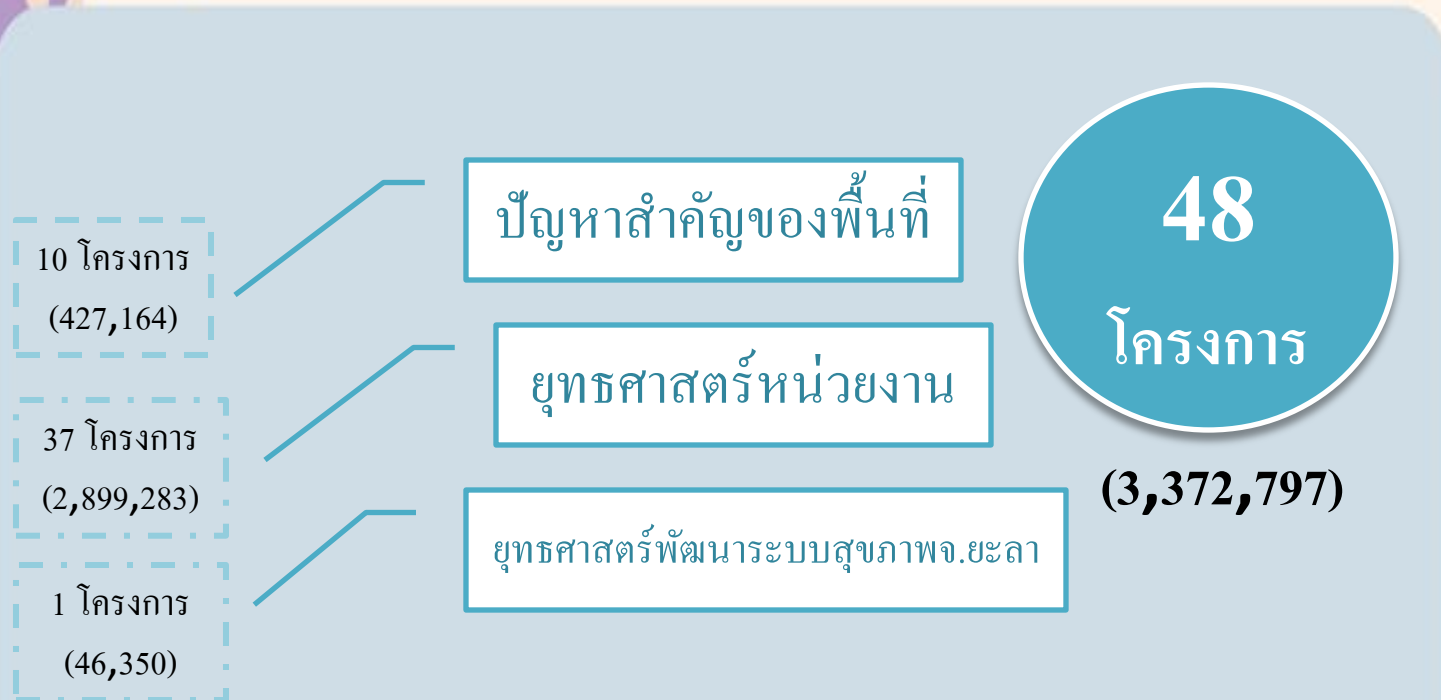 ปัญหาสำคัญของพื้นที่
10 โครงการ
(427,164)
ยุทธศาสตร์หน่วยงาน
37 โครงการ
(2,899,283)
ยุทธศาสตร์พัฒนาระบบสุขภาพจ.ยะลา
1 โครงการ
(46,350)
48
โครงการ
(3,372,797)